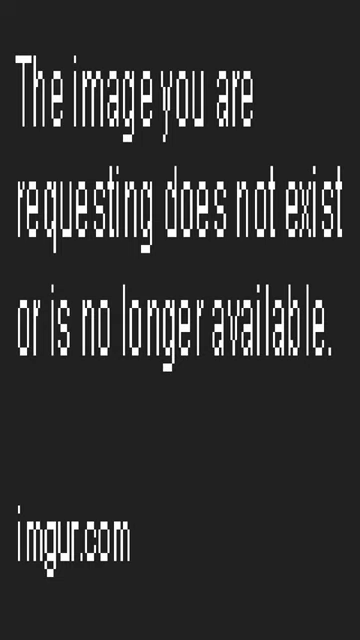 The image you are
requesting does not exist
or is no longer available.
imgur.com